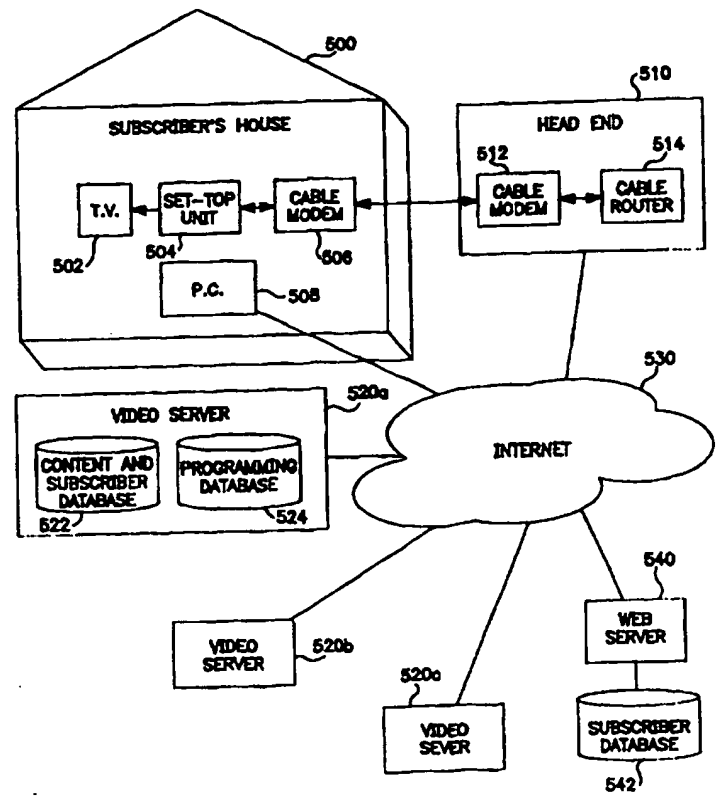 500
SUBSCRIBER'S HOUSE
T.V.
502
SET-TOP
UNIT
504
CABLE
MODEM
506
P.C.
508
510
HEAD END
512
CABLE
MODEM
514
CABLE
ROUTER
520a
VIDEO SERVER
CONTENT AND
SUBSCRIBER
DATABASE
522
PROGRAMMING
DATABASE
524
530
INTERNET
VIDEO
SERVER
520b
520c
VIDEO
SEVER
540
WEB
SERVER
SUBSCRIBER
DATABASE
542